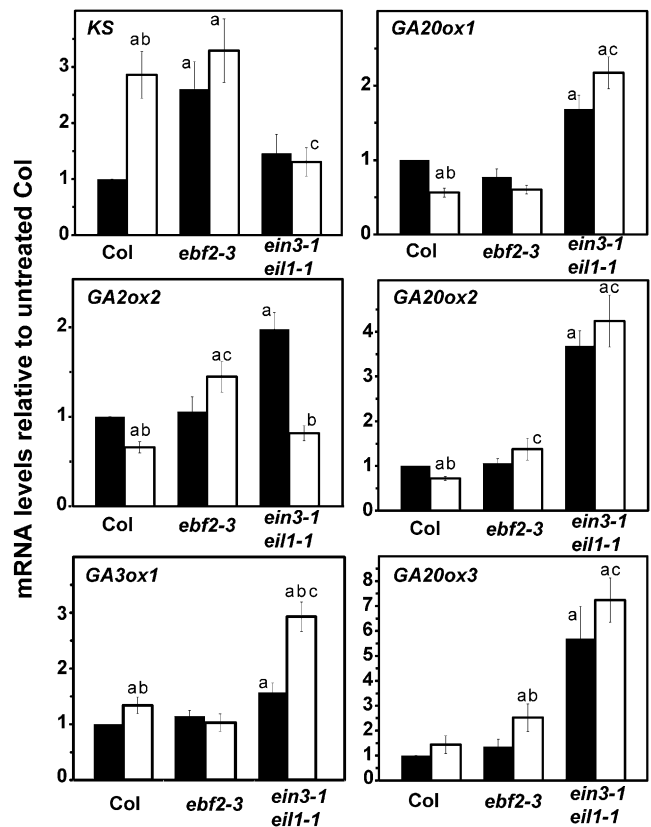 mRNA levels relative to untreated Col
KS
3
2
1
0
ab
a
a
c
Col
ebf2-3
ein3-1
eil1-1
GA20ox1
2
1
0
ab
a
ac
Col
ebf2-3
ein3-1
eil1-1
GA2ox2
2
1
0
ab
ac
a
b
Col
ebf2-3
ein3-1
eil1-1
GA20ox2
4
3
2
1
0
ab
c
a
ac
Col
ebf2-3
ein3-1
eil1-1
GA3ox1
3
2
1
0
ab
a
abc
Col
ebf2-3
ein3-1
eil1-1
GA20ox3
8
7
6
5
4
3
2
1
0
ab
a
ac
Col
ebf2-3
ein3-1
eil1-1